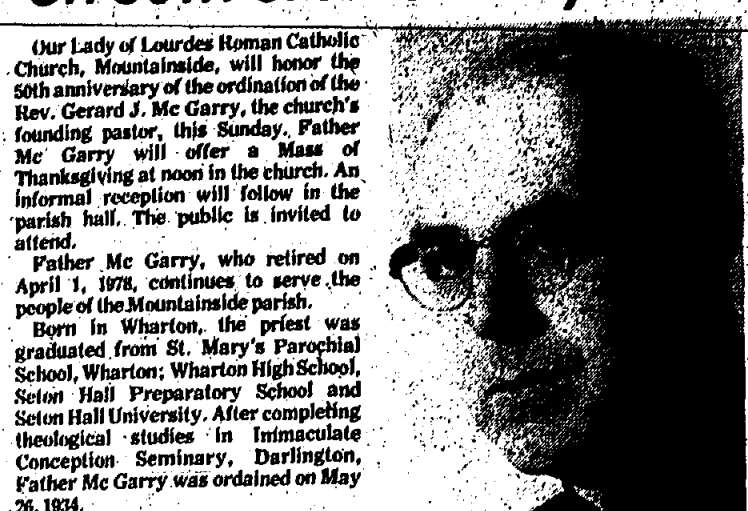 Our Lady of Lourdes Roman Catholic
Church, Mountainside, will honor the
50th anniversary of the ordination of the
Rev. Gerard J. Mc Garry, the church's
founding pastor, this Sunday. Father
Mc Garry will offer a Mass of
Thanksgiving at noon in the church. An
informal reception will follow in the
parish hall. The public is invited to
attend.
Father Mc Garry, who retired on
April 1, 1978, continues to serve the
people of the Mountainside parish.
Born in Wharton, the priest was
graduated from St. Mary's Parochial
School, Wharton; Wharton High School,
Seton Hall Preparatory School and
Seton Hall University. After completing
theological studies in Immaculate
Conception Seminary, Darlington,
Father Mc Garry was ordained on May
26, 1934.